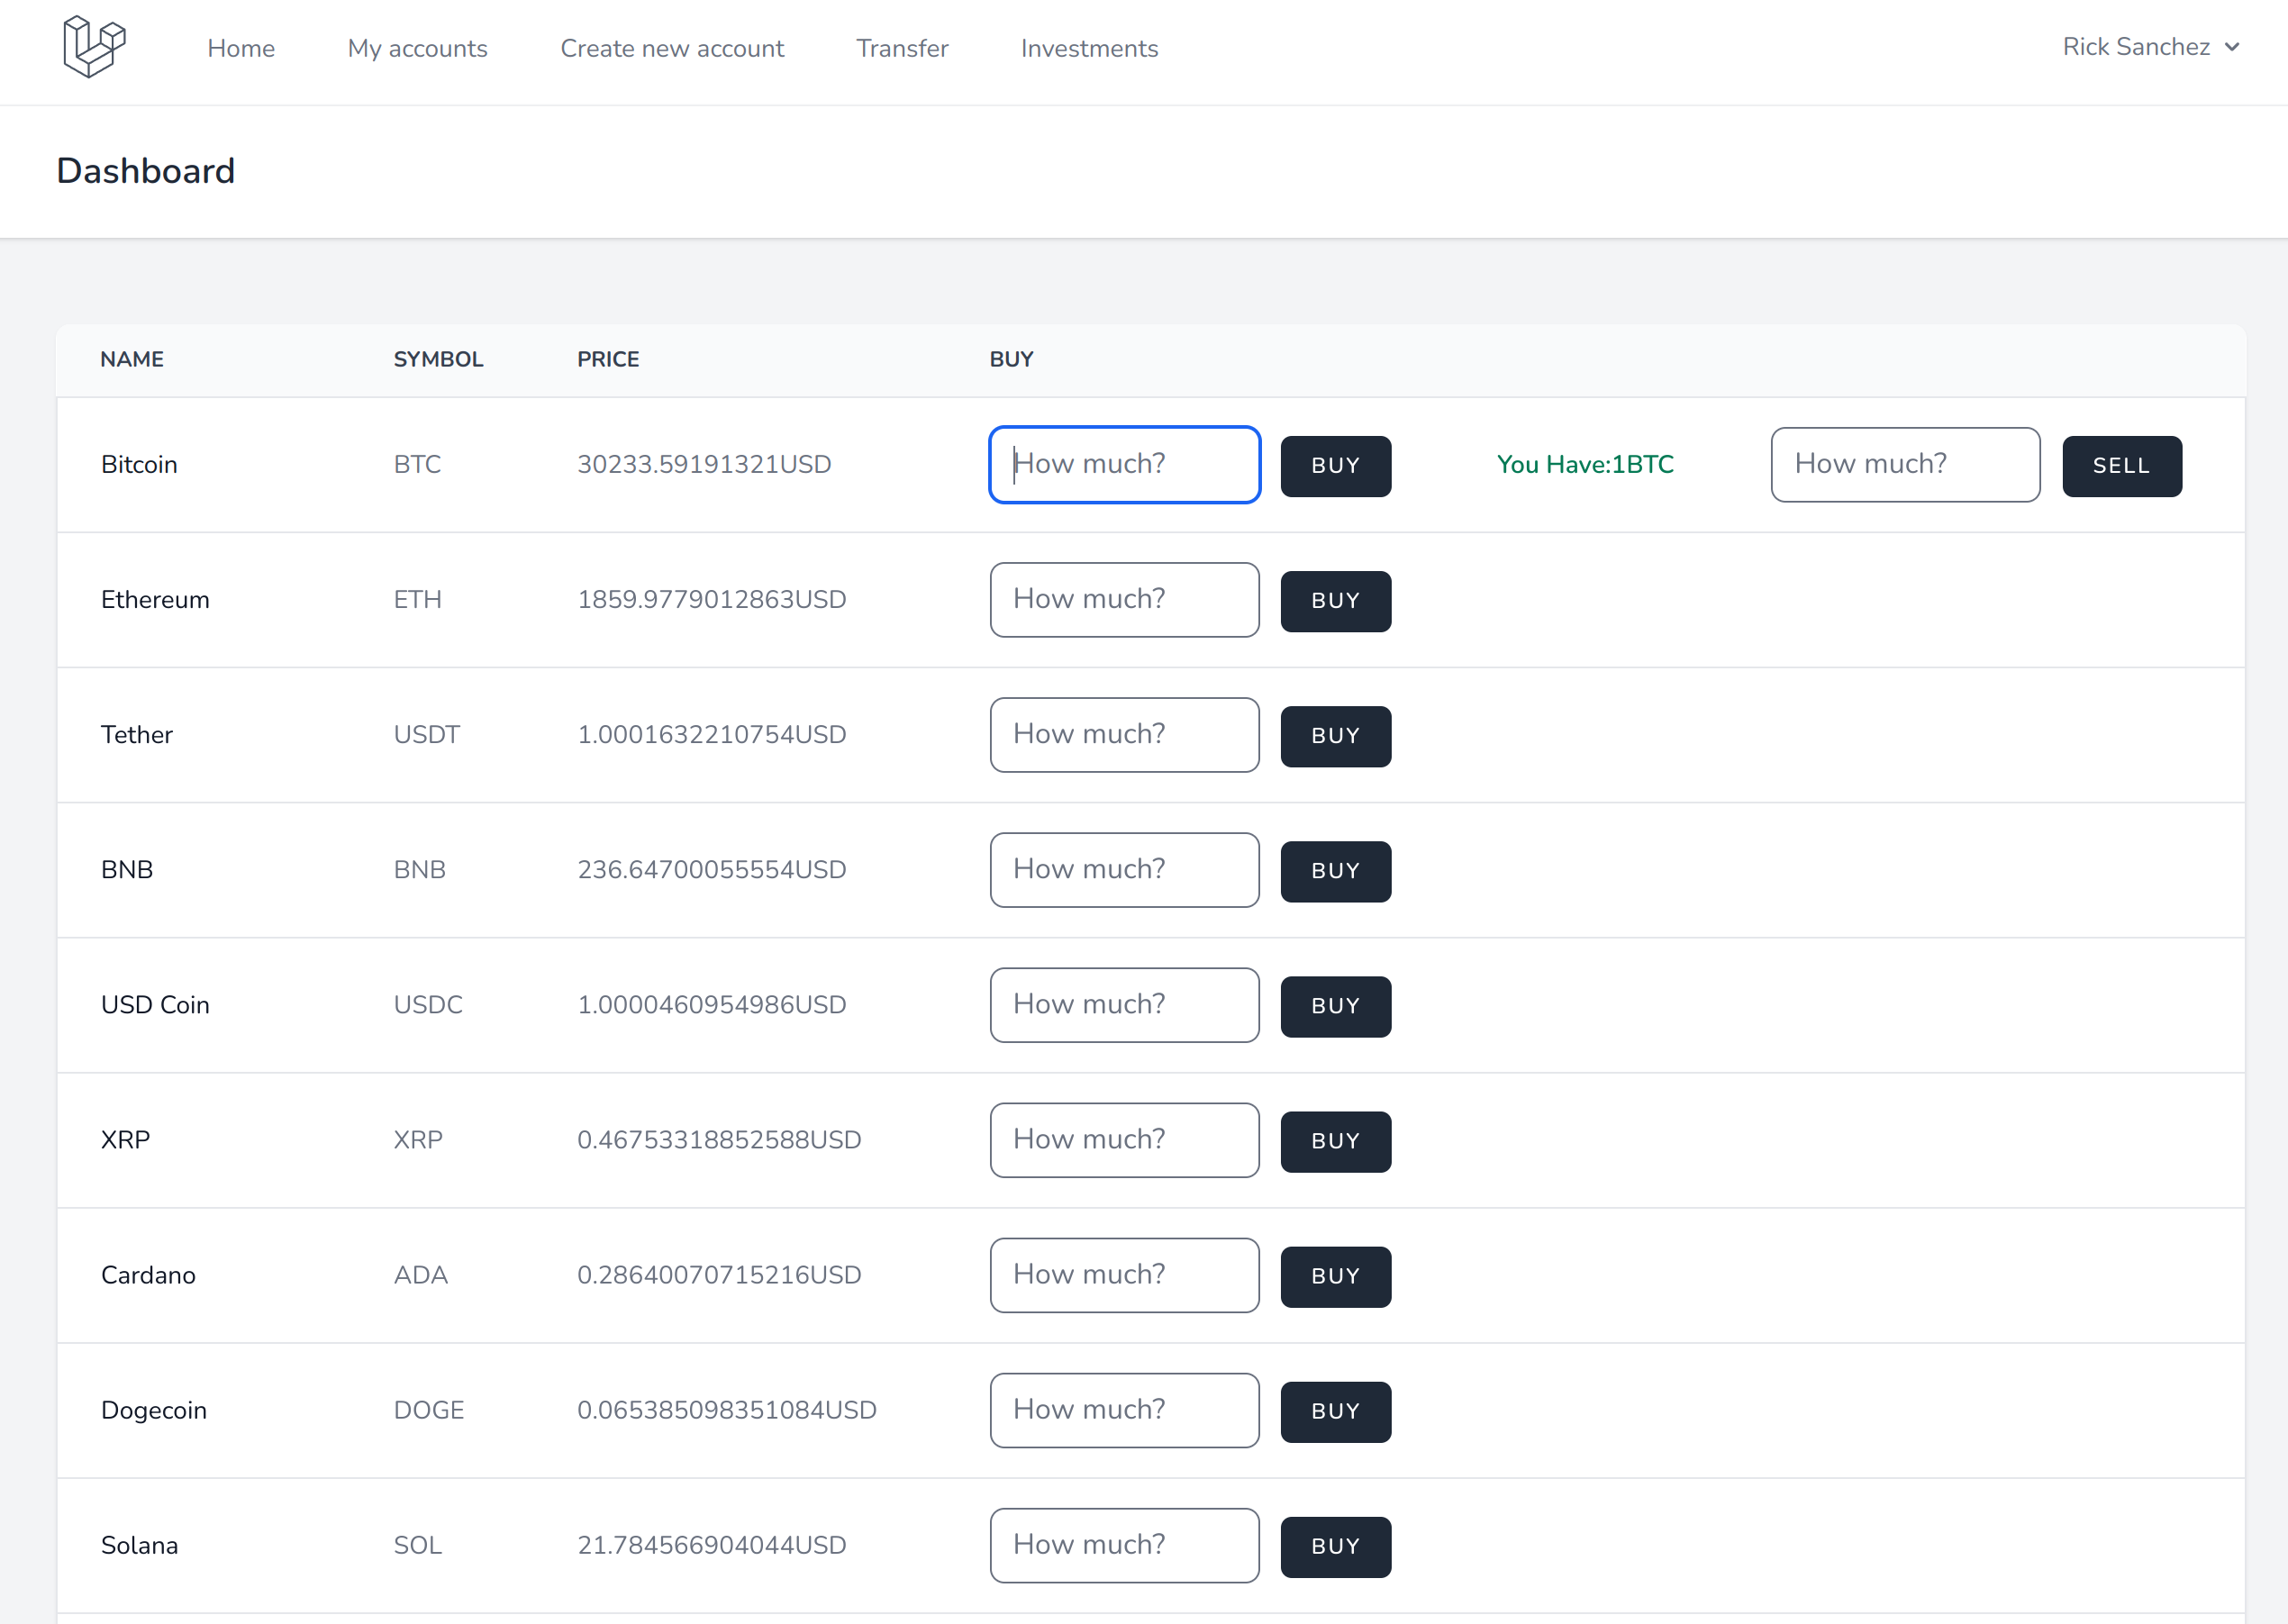 Home My accounts Create new account Transfer Investments Rick Sanchez
Dashboard
NAME SYMBOL PRICE BUY
Bitcoin BTC 30233.59191321USD How much? BUY You Have:1BTC How much? SELL
Ethereum ETH 1859.9779012863USD How much? BUY
Tether USDT 1.0001632210754USD How much? BUY
BNB BNB 236.64700055554USD How much? BUY
USD Coin USDC 1.0000460954986USD How much? BUY
XRP XRP 0.46753318852588USD How much? BUY
Cardano ADA 0.28640070715216USD How much? BUY
Dogecoin DOGE 0.065385098351084USD How much? BUY
Solana SOL 21.784566904044USD How much? BUY